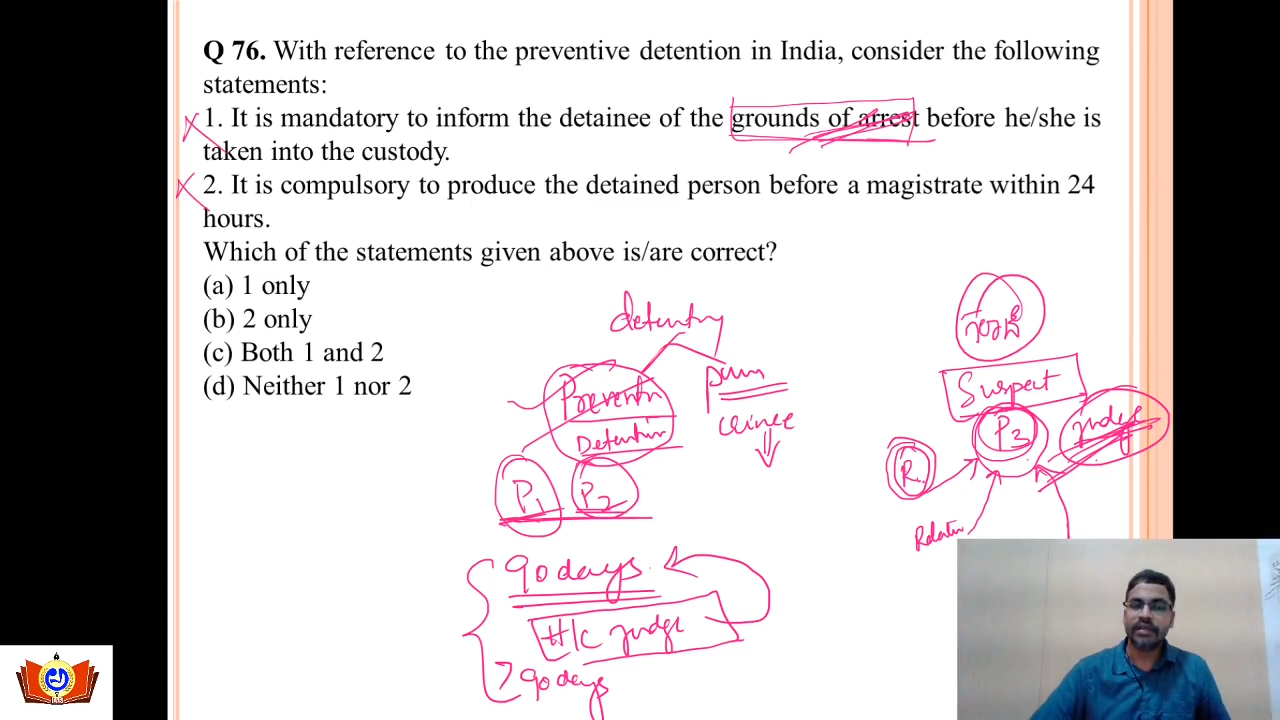 Q 76. With reference to the preventive detention in India, consider the following
statements:
1. It is mandatory to inform the detainee of the grounds of arrest before he/she is
taken into the custody.
2. It is compulsory to produce the detained person before a magistrate within 24
hours.
Which of the statements given above is/are correct?
(a) 1 only
(b) 2 only
(c) Both 1 and 2
(d) Neither 1 nor 2
Suspect
Detention
judge
P3
R
P1
P2
90 days
H/C judge
>90 days